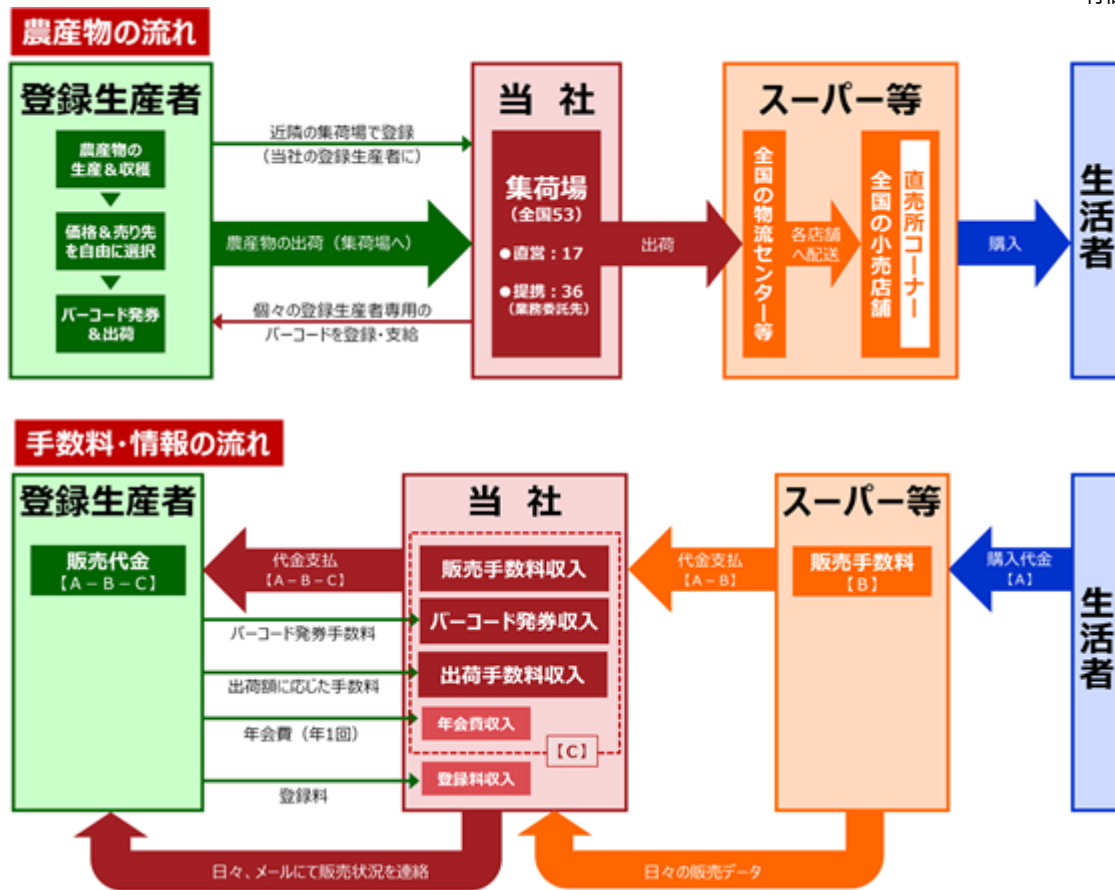 農産物の流れ
登録生産者
農産物の
生産&収穫
価格&売り先
を自由に選択
バーコード発券
&出荷
近隣の集荷場で登録
(当社の登録生産者に)
農産物の出荷(集荷場へ)
個々の登録生産者専用の
バーコードを登録・支給
当 社
集荷場
(全国53)
●直営:17
●提携:36
(業務委託先)
出荷
スーパー等
全国の物流センター等
各店舗
へ配送
全国の小売店舗
直売所コーナー
購入
生活者
手数料・情報の流れ
登録生産者
販売代金
【A-B-C】
代金支払
【A-B-C】
バーコード発券手数料
出荷額に応じた手数料
年会費(年1回)
登録料
当 社
販売手数料収入
バーコード発券収入
出荷手数料収入
年会費収入
【C】
登録料収入
代金支払
【A-B】
スーパー等
販売手数料
【B】
購入代金
【A】
生活者
日々、メールにて販売状況を連絡
日々の販売データ